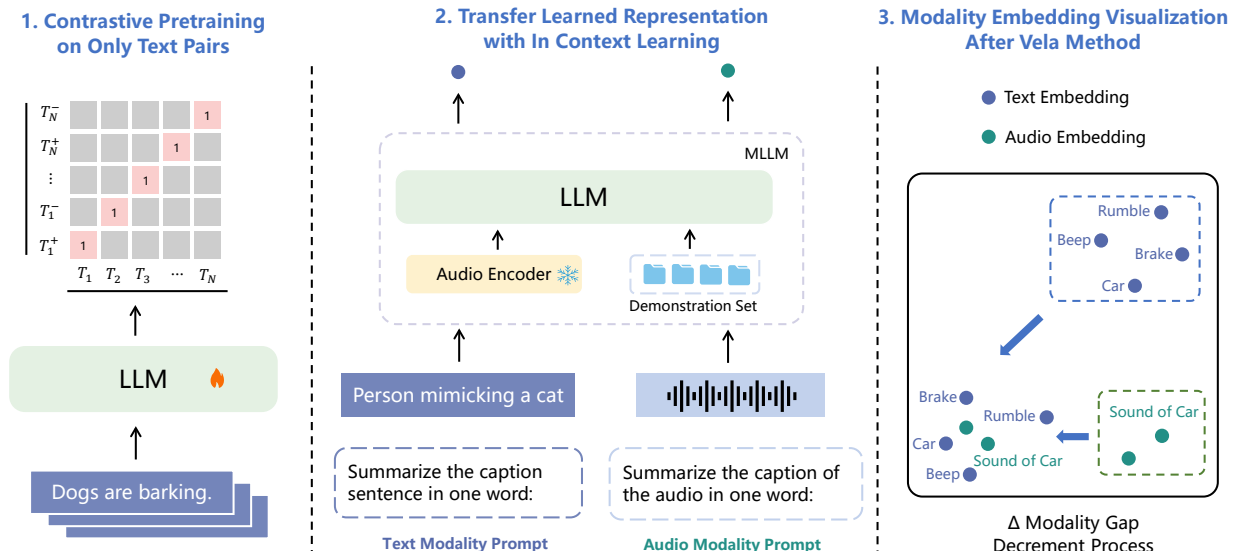 1. Contrastive Pretraining
on Only Text Pairs
T_N^-
T_N^+
⋮
T_1^-
T_1^+
1
1
1
1
1
T_1 T_2 T_3 ⋯ T_N
LLM
Dogs are barking.
2. Transfer Learned Representation
with In Context Learning
MLLM
LLM
Audio Encoder
Demonstration Set
Person mimicking a cat
Summarize the caption
sentence in one word:
Text Modality Prompt
Summarize the caption of
the audio in one word:
Audio Modality Prompt
3. Modality Embedding Visualization
After Vela Method
Text Embedding
Audio Embedding
Rumble
Beep
Brake
Car
Brake
Rumble
Sound of Car
Car
Sound of Car
Beep
Δ Modality Gap
Decrement Process